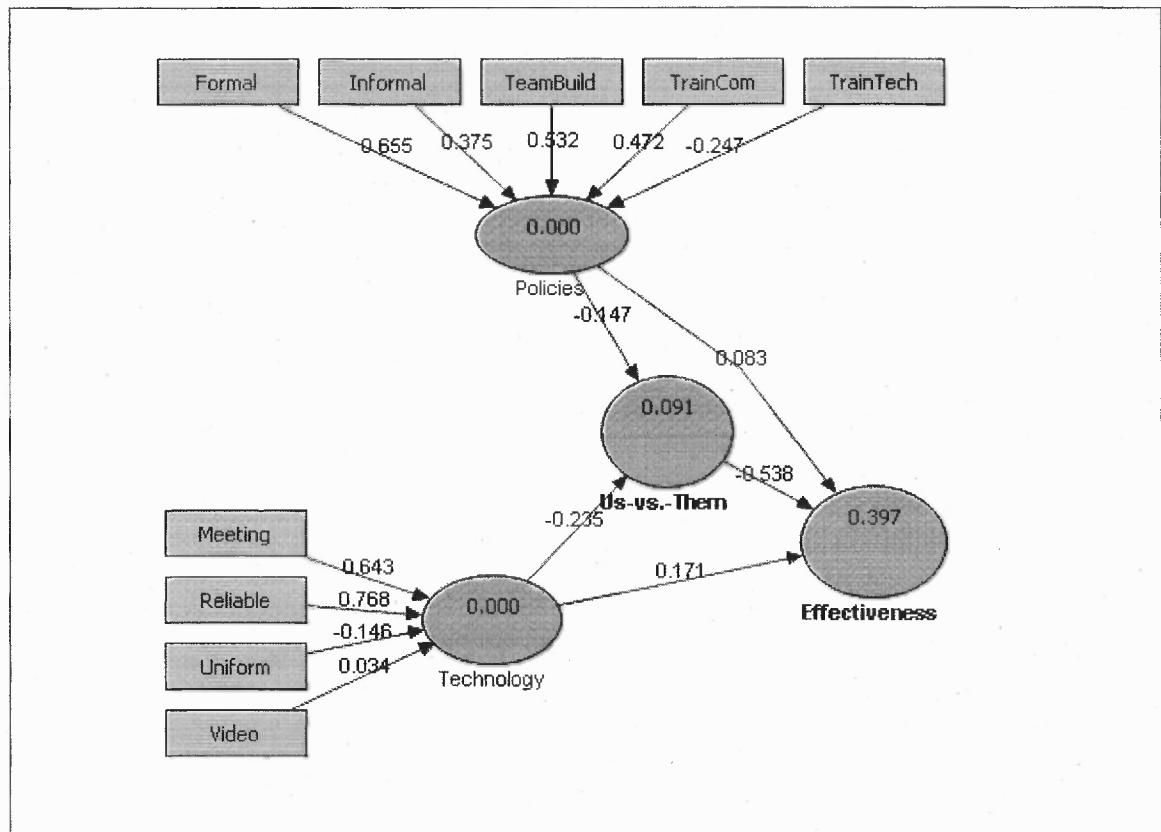 Formal Informal TeamBuild TrainCom TrainTech
0.655 0.375 0.532 0.472 -0.247
0.000
Policies
-0.147
0.083
0.091
Us-vs.-Them
-0.538
0.397
Effectiveness
-0.235
0.171
Meeting
0.643
Reliable
0.768
-0.146
Uniform
0.034
Video
0.000
Technology